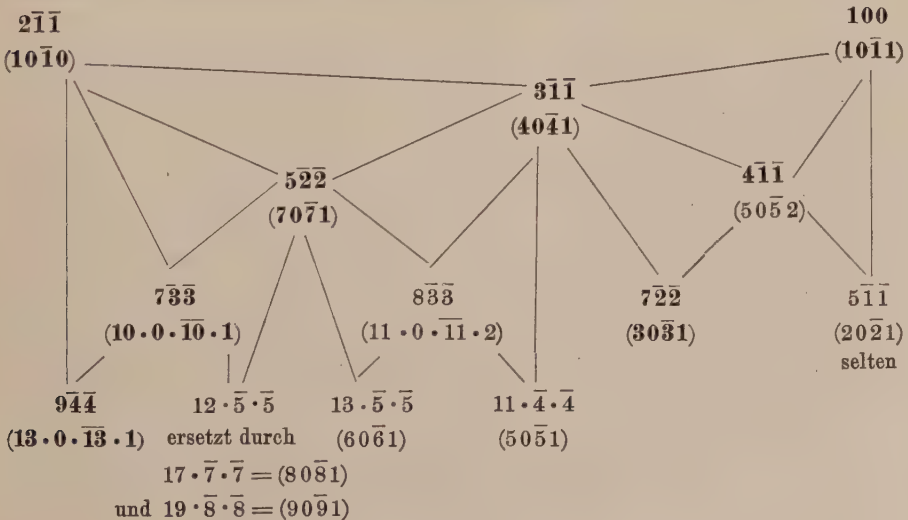 21̅1̅ 100
(101̅0) (101̅1)
31̅1̅
(404̅1)
52̅2̅ 41̅1̅
(707̅1) (505̅2)
73̅3̅ 83̅3̅ 72̅2̅ 51̅1̅
(10 · 0 · 1̅0̅ · 1) (11 · 0 · 1̅1̅ · 2) (303̅1) (202̅1)
selten
94̅4̅ 12 · 5̅ · 5̅ 13 · 5̅ · 5̅ 11 · 4̅ · 4̅
(13 · 0 · 1̅3̅ · 1) ersetzt durch (606̅1) (505̅1)
17 · 7̅ · 7̅ = (808̅1)
und 19 · 8̅ · 8̅ = (909̅1)